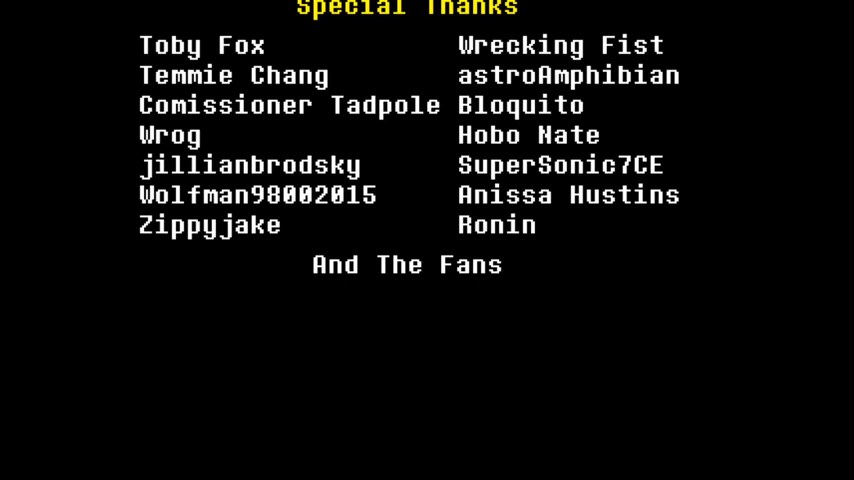 Special Thanks
Toby Fox Wrecking Fist
Temmie Chang astroAmphibian
Comissioner Tadpole Bloquito
Wrog Hobo Nate
jillianbrodsky SuperSonic7CE
Wolfman98002015 Anissa Hustins
Zippyjake Ronin
And The Fans